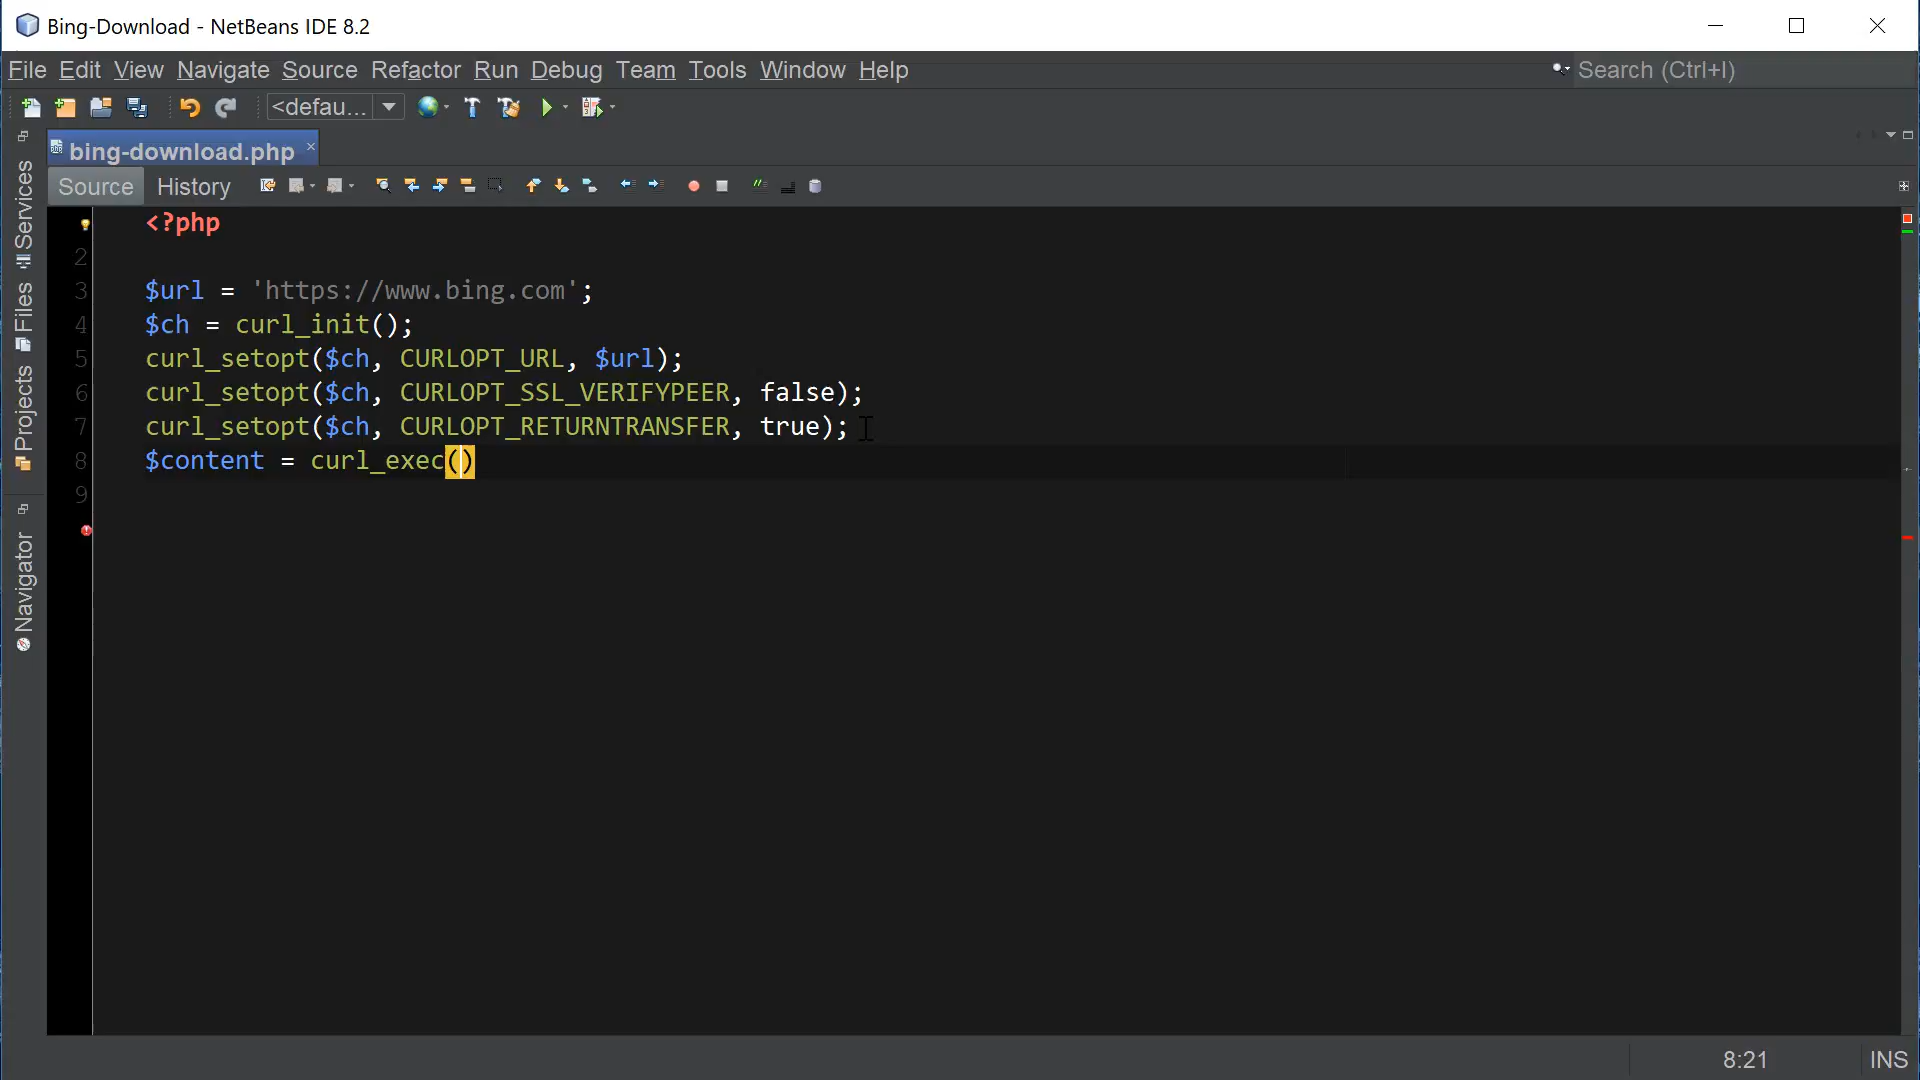 Bing-Download - NetBeans IDE 8.2
File Edit View Navigate Source Refactor Run Debug Team Tools Window Help
Search (Ctrl+I)
<defau...
bing-download.php
Source History
Services
Files
Projects
Navigator
<?php
2
3 $url = 'https://www.bing.com';
4 $ch = curl_init();
5 curl_setopt($ch, CURLOPT_URL, $url);
6 curl_setopt($ch, CURLOPT_SSL_VERIFYPEER, false);
7 curl_setopt($ch, CURLOPT_RETURNTRANSFER, true);
8 $content = curl_exec()
9
8:21 INS